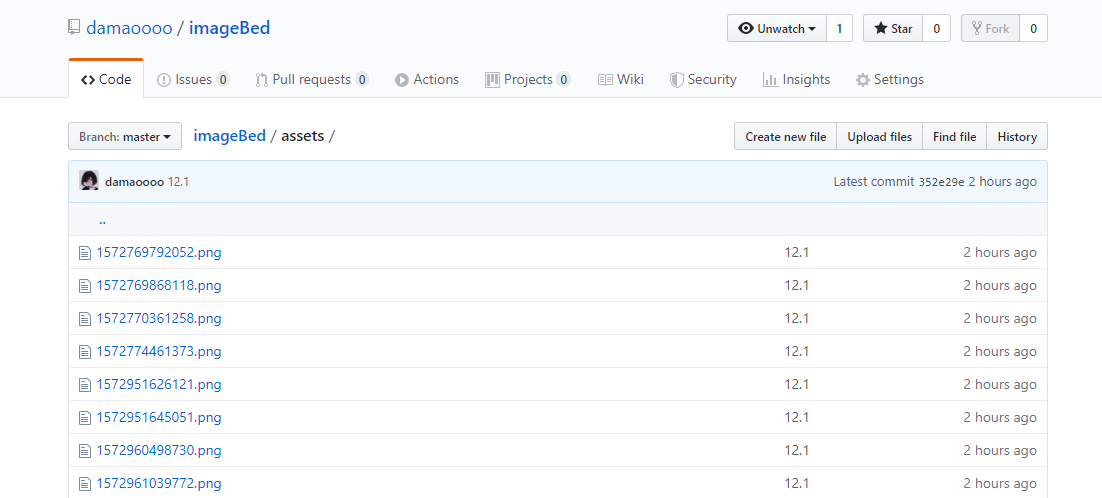 damaoooo / imageBed Unwatch 1 Star 0 Fork 0
Code Issues 0 Pull requests 0 Actions Projects 0 Wiki Security Insights Settings
Branch: master imageBed / assets / Create new file Upload files Find file History
damaoooo 12.1 Latest commit 352e29e 2 hours ago
..
1572769792052.png 12.1 2 hours ago
1572769868118.png 12.1 2 hours ago
1572770361258.png 12.1 2 hours ago
1572774461373.png 12.1 2 hours ago
1572951626121.png 12.1 2 hours ago
1572951645051.png 12.1 2 hours ago
1572960498730.png 12.1 2 hours ago
1572961039772.png 12.1 2 hours ago